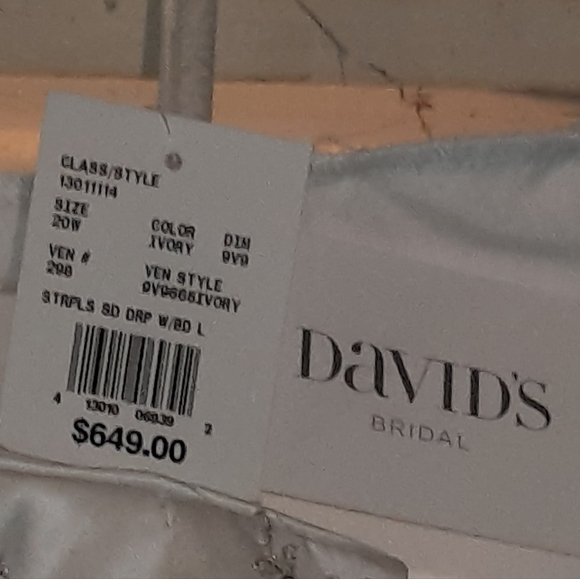 CLASS/STYLE
13011114
SIZE COLOR DIM
20W IVORY 9V9
VEN # VEN STYLE
298 9V9665IVORY
STRPLS SD DRP W/BD L
4 13010 06939 2
$649.00
DAVID'S
BRIDAL